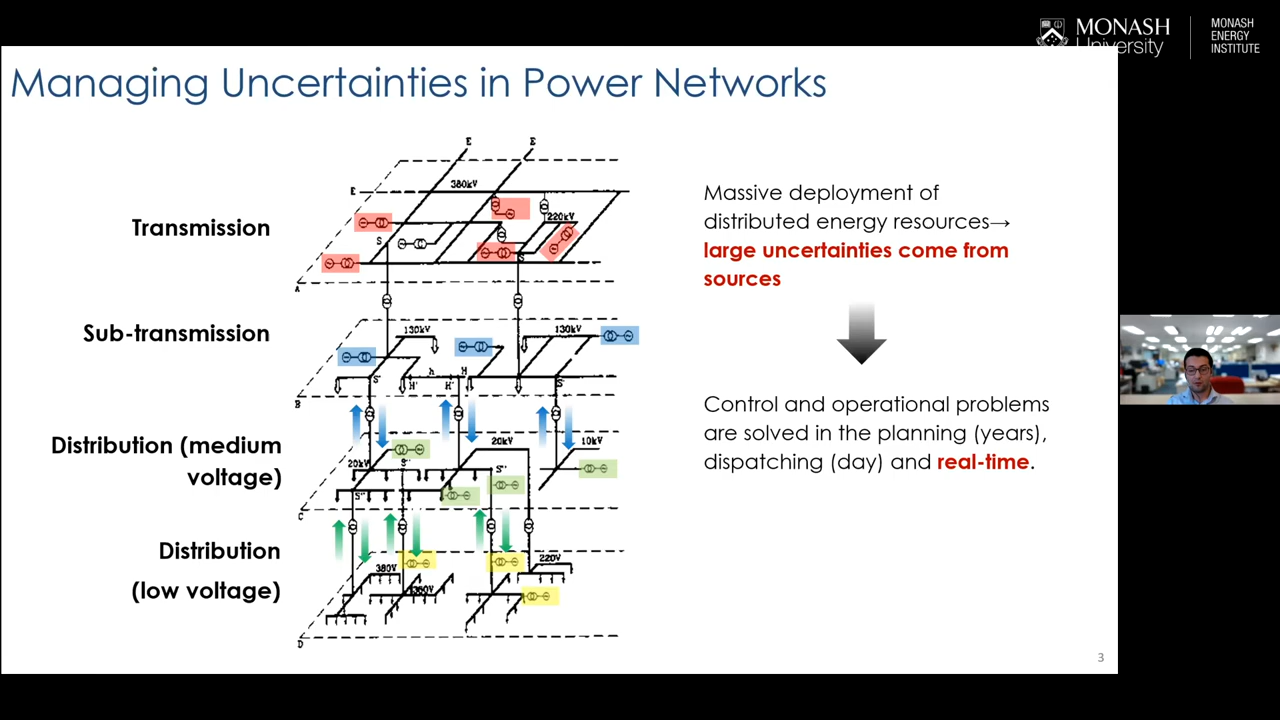 MONASH
University
MONASH
ENERGY
INSTITUTE
Managing Uncertainties in Power Networks
E
E
E
380kV
220kV
Transmission
S
S
A
Massive deployment of
distributed energy resources→
large uncertainties come from
sources
Sub-transmission
130kV
130kV
S'
H'
h
H'
H
S'
B
Control and operational problems
are solved in the planning (years),
dispatching (day) and real-time.
Distribution (medium
voltage)
20kV
20kV
10kV
S''
S''
S''
C
Distribution
(low voltage)
380V
220V
D
3